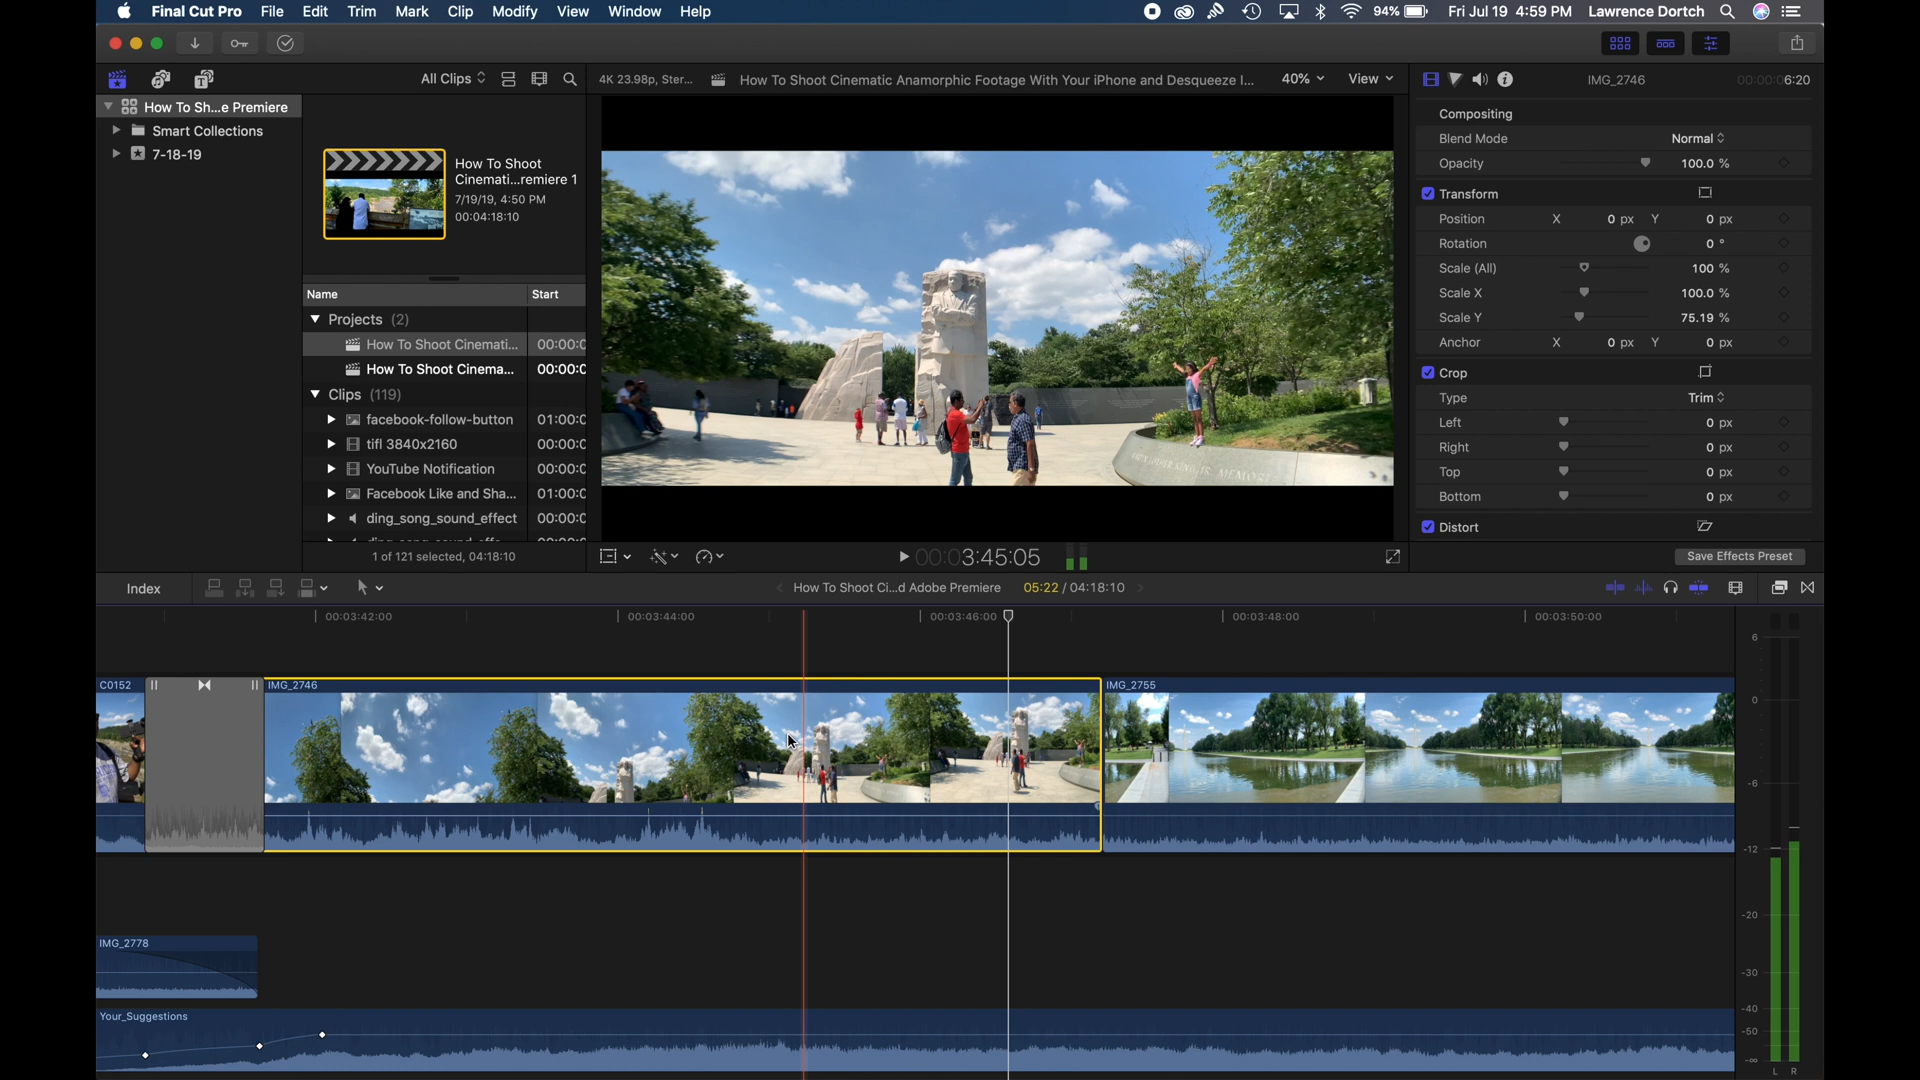 Final Cut Pro File Edit Trim Mark Clip Modify View Window Help 94% Fri Jul 19 4:59 PM Lawrence Dortch
All Clips 4K 23.98p, Ster... How To Shoot Cinematic Anamorphic Footage With Your iPhone and Desqueeze I... 40% View IMG_2746 00:00:06:20
How To Sh...e Premiere
Smart Collections
7-18-19
How To Shoot
Cinemati...remiere 1
7/19/19, 4:50 PM
00:04:18:10
Name Start
Projects (2)
How To Shoot Cinemati... 00:00:0
How To Shoot Cinema... 00:00:0
Clips (119)
facebook-follow-button 01:00:0
tifl 3840x2160 00:00:0
YouTube Notification 00:00:0
Facebook Like and Sha... 01:00:0
ding_song_sound_effect 00:00:0
1 of 121 selected, 04:18:10
00:00:03:45:05
Compositing
Blend Mode Normal
Opacity 100.0 %
Transform
Position X 0 px Y 0 px
Rotation 0 °
Scale (All) 100 %
Scale X 100.0 %
Scale Y 75.19 %
Anchor X 0 px Y 0 px
Crop
Type Trim
Left 0 px
Right 0 px
Top 0 px
Bottom 0 px
Distort
Save Effects Preset
Index How To Shoot Ci...d Adobe Premiere 05:22 / 04:18:10
00:03:42:00 00:03:44:00 00:03:46:00 00:03:48:00 00:03:50:00
C0152 IMG_2746 IMG_2755
IMG_2778
Your_Suggestions
6
0
-6
-12
-20
-30
-40
-50
-∞
L R